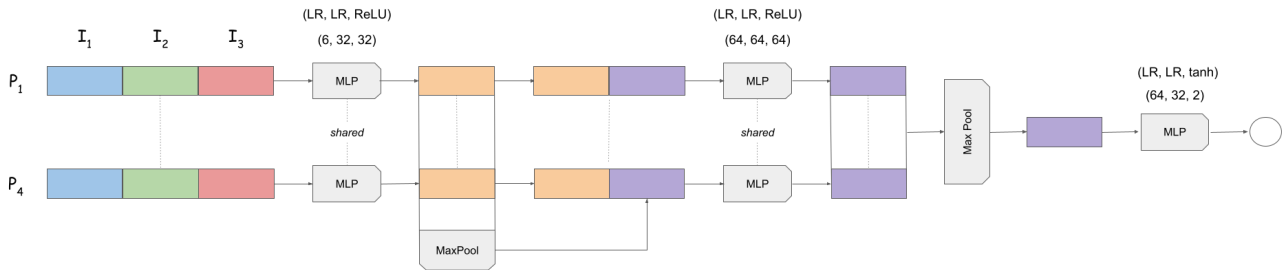 (LR, LR, ReLU)
(6, 32, 32)
(LR, LR, ReLU)
(64, 64, 64)
I₁ I₂ I₃
(LR, LR, tanh)
(64, 32, 2)
P₁
MLP
MLP
shared
shared
Max Pool
MLP
P₄
MLP
MLP
MaxPool